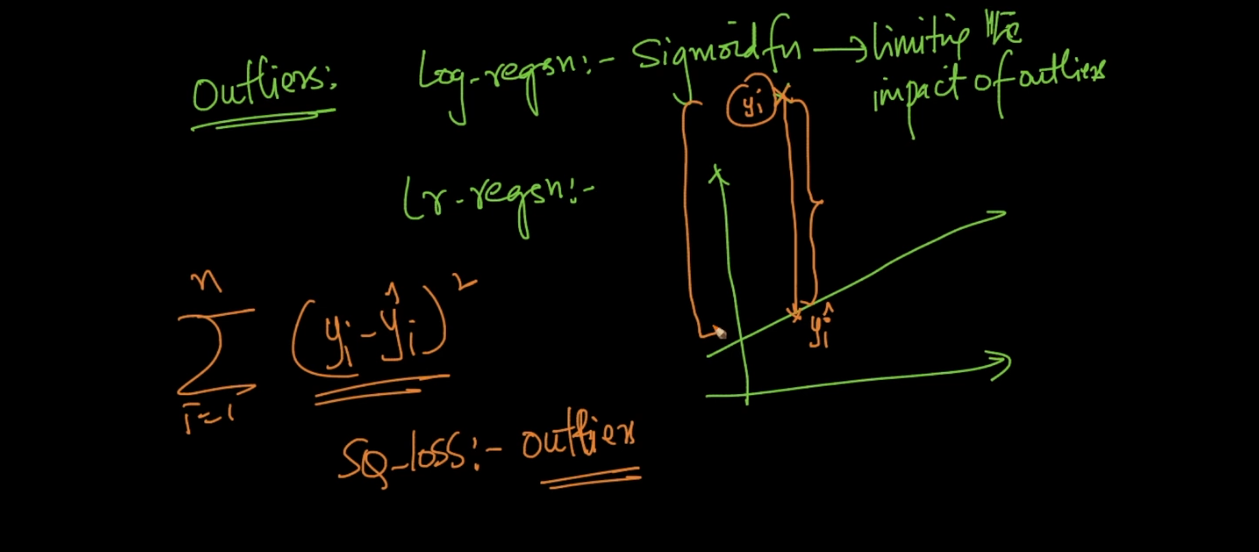 Outliers: Log-regsn:- Sigmoid fn → limiting the
impact of outliers
yi
Lr-regsn:-
n
∑ (yi - ŷi)²
i=1
ŷi
SQ-loss:- outlier